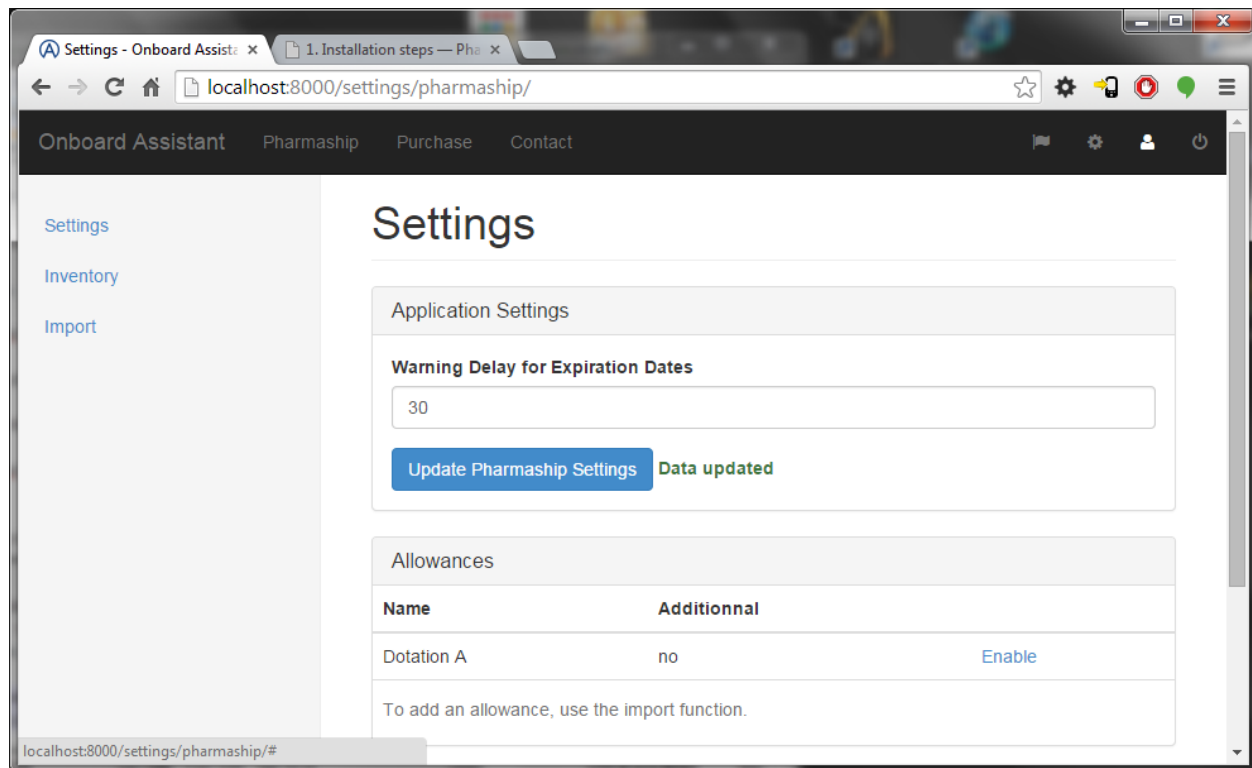 Settings - Onboard Assista
1. Installation steps — Pha
localhost:8000/settings/pharmaship/
Onboard Assistant Pharmaship Purchase Contact
Settings
Inventory
Import
Settings
Application Settings
Warning Delay for Expiration Dates
30
Update Pharmaship Settings Data updated
Allowances
Name Additionnal
Dotation A no Enable
To add an allowance, use the import function.
localhost:8000/settings/pharmaship/#